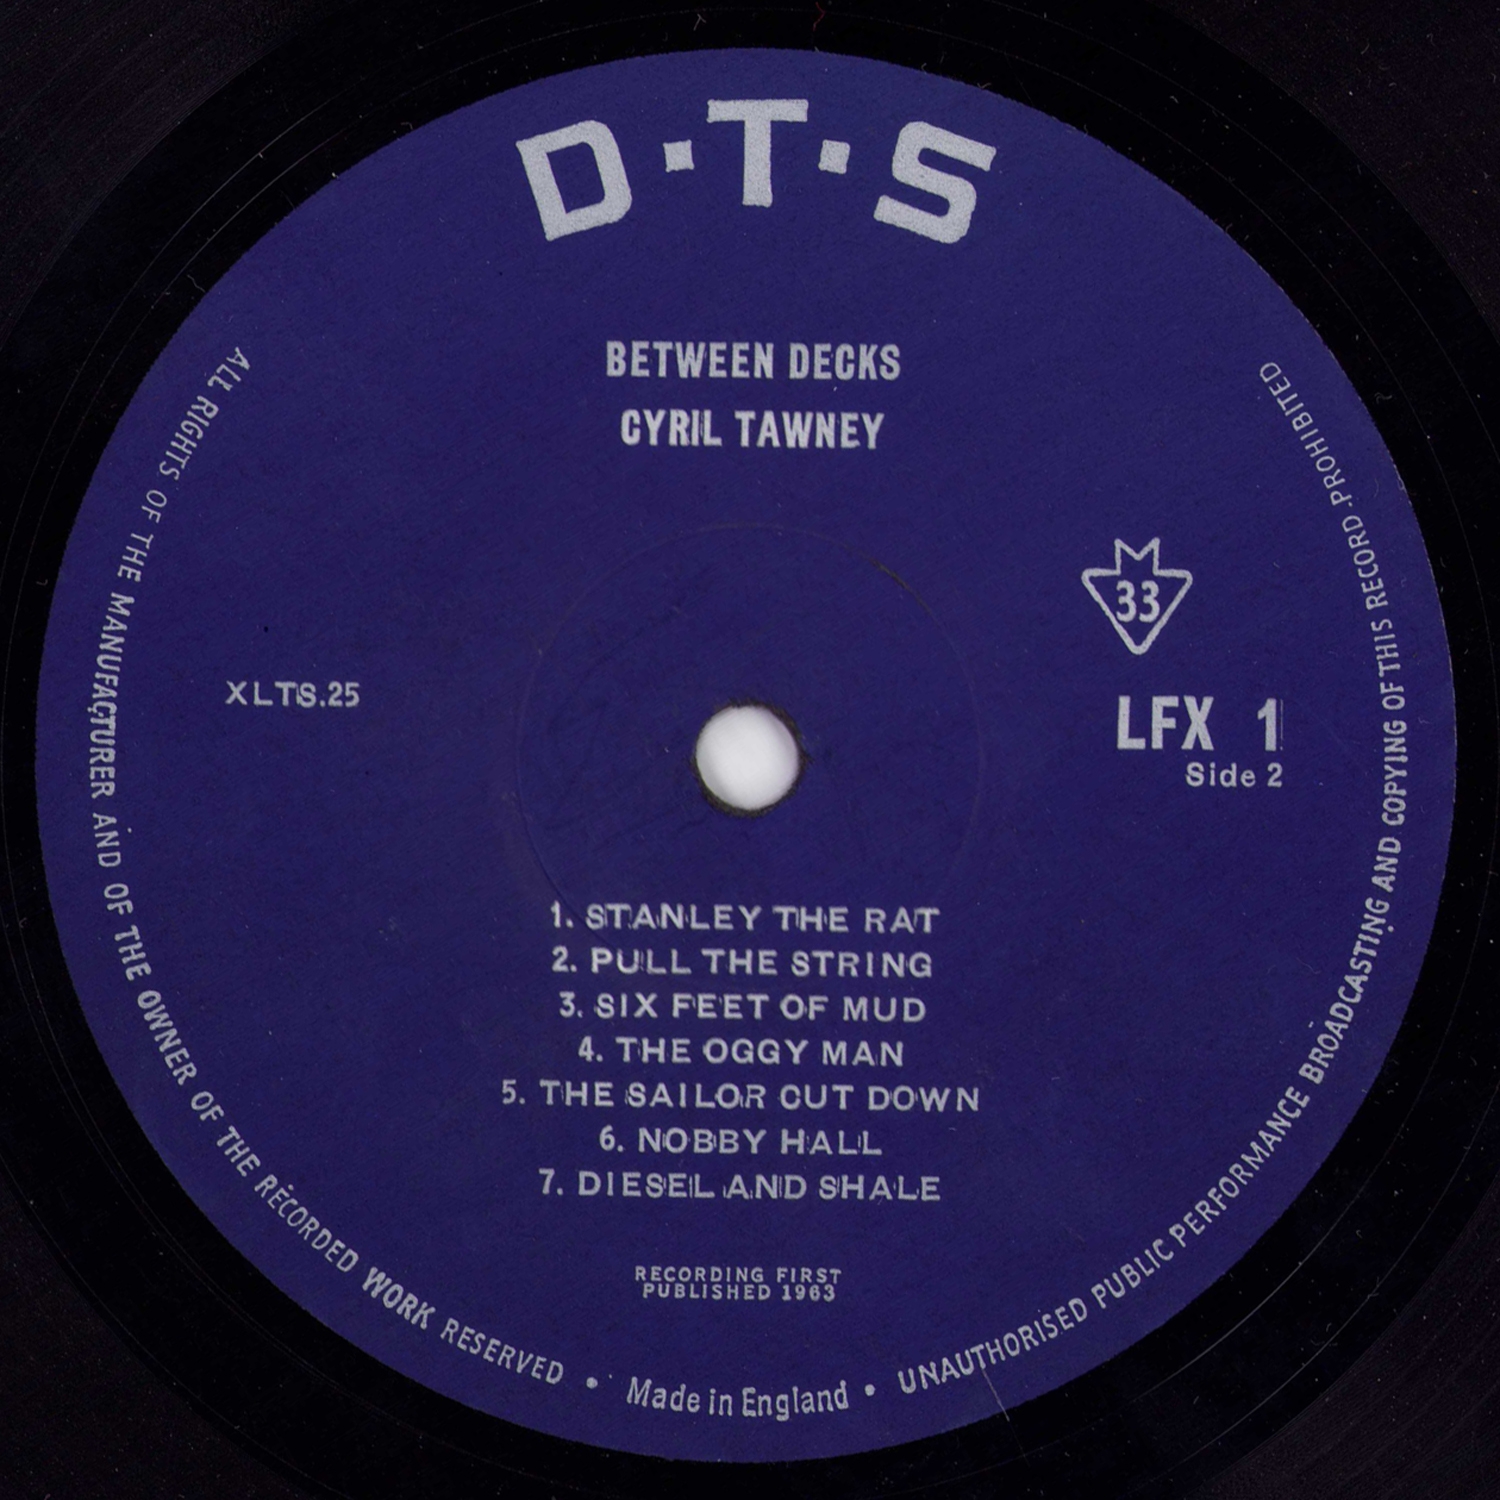 D·T·S
BETWEEN DECKS
CYRIL TAWNEY
33
XLTS.25
LFX 1
Side 2
1. STANLEY THE RAT
2. PULL THE STRING
3. SIX FEET OF MUD
4. THE OGGY MAN
5. THE SAILOR CUT DOWN
6. NOBBY HALL
7. DIESEL AND SHALE
RECORDING FIRST
PUBLISHED 1963
ALL RIGHTS OF THE MANUFACTURER AND OF THE OWNER OF THE RECORDED WORK RESERVED • Made in England • UNAUTHORISED PUBLIC PERFORMANCE BROADCASTING AND COPYING OF THIS RECORD PROHIBITED